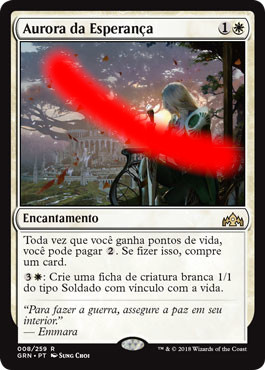 Aurora da Esperança 1
Encantamento
Toda vez que você ganha pontos de vida,
você pode pagar 2. Se fizer isso, compre
um card.
3: Crie uma ficha de criatura branca 1/1
do tipo Soldado com vínculo com a vida.
“Para fazer a guerra, assegure a paz em seu
interior.”
— Emmara
008/259 R
GRN • PT Sung Choi
™ & © 2018 Wizards of the Coast